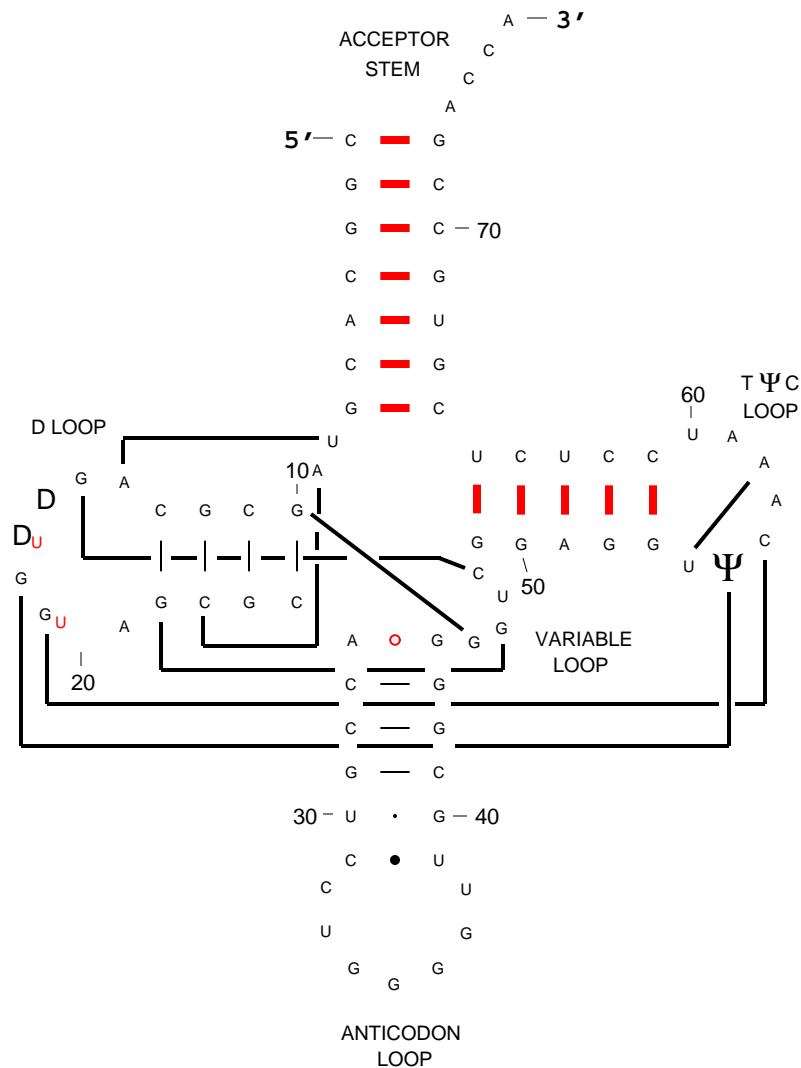 A 3’
ACCEPTOR
STEM
C
C
A
5’ C G
G C
G C 70
C G
A U
C G
G C
T Ψ C
LOOP
60
U A
D LOOP
U
U C U C C
A
10 A
G A
D
C G C G
A
D U
G G A G G
C
U Ψ
G
C
50
U
G C G C
G U A
20
A G G G
VARIABLE
LOOP
C G
C G
G C
30 U G 40
C U
C U
U G
G G
G
ANTICODON
LOOP